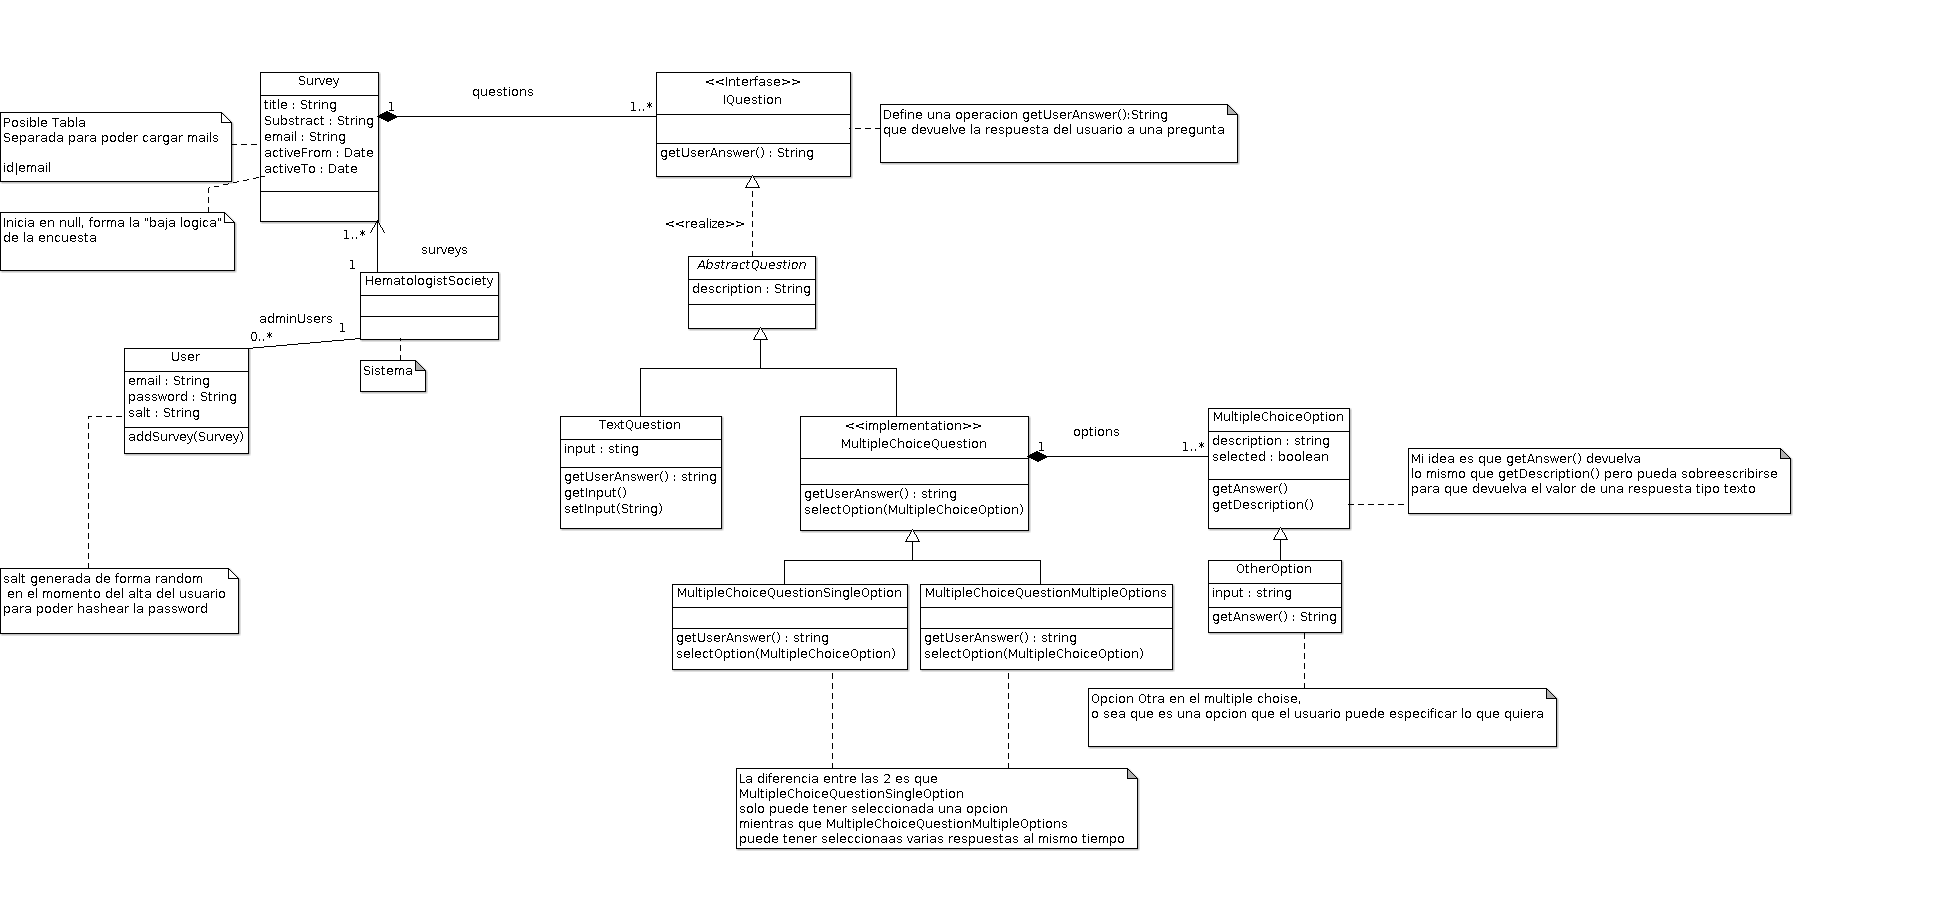 Survey
title : String
Substract : String
email : String
activeFrom : Date
activeTo : Date
Posible Tabla
Separada para poder cargar mails
id|email
Inicia en null, forma la "baja logica"
de la encuesta
1
questions
1..*
<<Interfase>>
IQuestion
getUserAnswer() : String
Define una operacion getUserAnswer():String
que devuelve la respuesta del usuario a una pregunta
<<realize>>
AbstractQuestion
description : String
1..*
surveys
1
HematologistSociety
adminUsers
1
0..*
Sistema
User
email : String
password : String
salt : String
addSurvey(Survey)
salt generada de forma random
en el momento del alta del usuario
para poder hashear la password
TextQuestion
input : sting
getUserAnswer() : string
getInput()
setInput(String)
<<implementation>>
MultipleChoiceQuestion
getUserAnswer() : string
selectOption(MultipleChoiceOption)
1
options
1..*
MultipleChoiceOption
description : string
selected : boolean
getAnswer()
getDescription()
Mi idea es que getAnswer() devuelva
lo mismo que getDescription() pero pueda sobreescribirse
para que devuelva el valor de una respuesta tipo texto
MultipleChoiceQuestionSingleOption
getUserAnswer() : string
selectOption(MultipleChoiceOption)
MultipleChoiceQuestionMultipleOptions
getUserAnswer() : string
selectOption(MultipleChoiceOption)
OtherOption
input : string
getAnswer() : String
Opcion Otra en el multiple choise,
o sea que es una opcion que el usuario puede especificar lo que quiera
La diferencia entre las 2 es que
MultipleChoiceQuestionSingleOption
solo puede tener seleccionada una opcion
mientras que MultipleChoiceQuestionMultipleOptions
puede tener seleccionaas varias respuestas al mismo tiempo